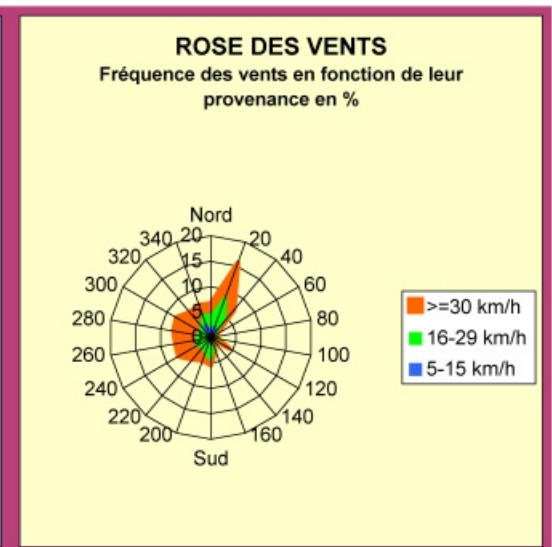 ROSE DES VENTS
Fréquence des vents en fonction de leur
provenance en %
Nord
340 20 20
320 15 40
300 10 60
280 5 80
0
260 100
240 120
220 140
200 160
Sud
>=30 km/h
16-29 km/h
5-15 km/h